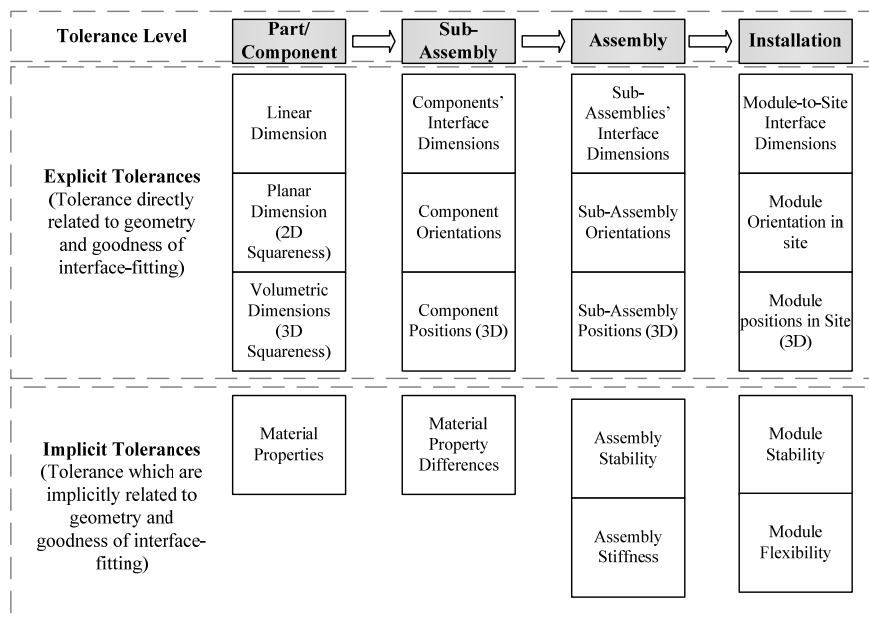 Tolerance Level
Part/
Component
Sub-
Assembly
Assembly
Installation
Explicit Tolerances
(Tolerance directly
related to geometry
and goodness of
interface-fitting)
Linear
Dimension
Components'
Interface
Dimensions
Sub-
Assemblies'
Interface
Dimensions
Module-to-Site
Interface
Dimensions
Planar
Dimension
(2D
Squareness)
Component
Orientations
Sub-Assembly
Orientations
Module
Orientation in
site
Volumetric
Dimensions
(3D
Squareness)
Component
Positions (3D)
Sub-Assembly
Positions (3D)
Module
positions in Site
(3D)
Implicit Tolerances
(Tolerance which are
implicitly related to
geometry and
goodness of interface-
fitting)
Material
Properties
Material
Property
Differences
Assembly
Stability
Module
Stability
Assembly
Stiffness
Module
Flexibility